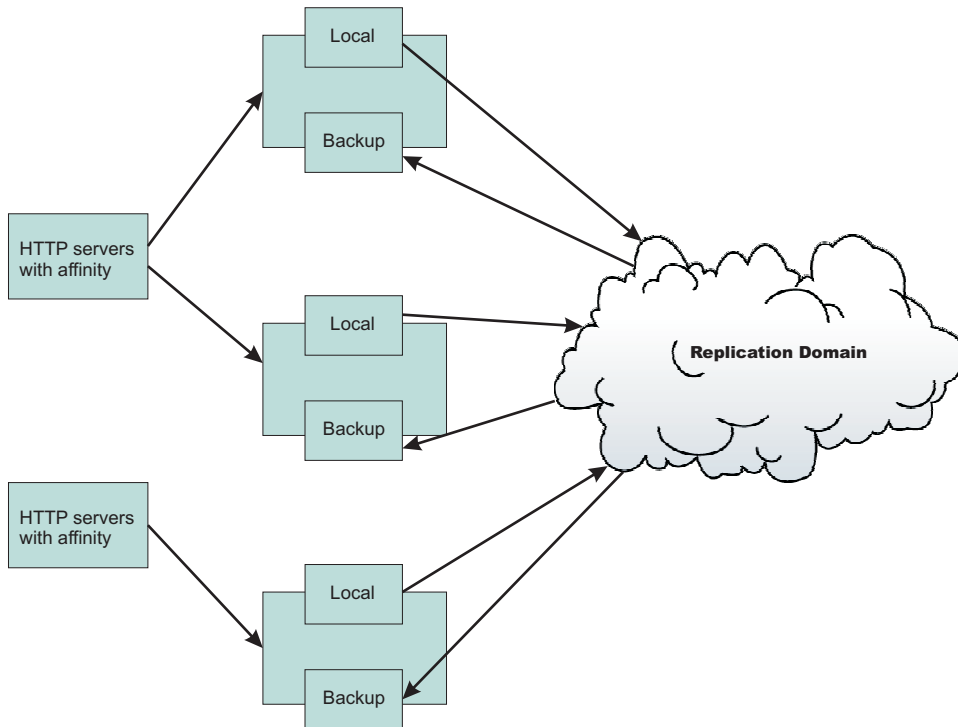 Local
Backup
HTTP servers
with affinity
Local
Replication Domain
Backup
HTTP servers
with affinity
Local
Backup